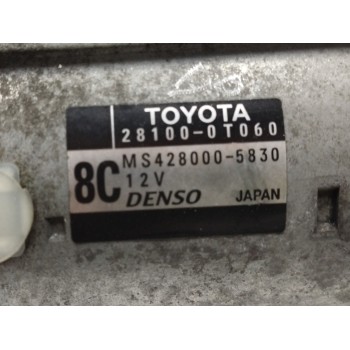 TOYOTA
28100-0T060
8C MS428000-5830
12V
DENSO JAPAN